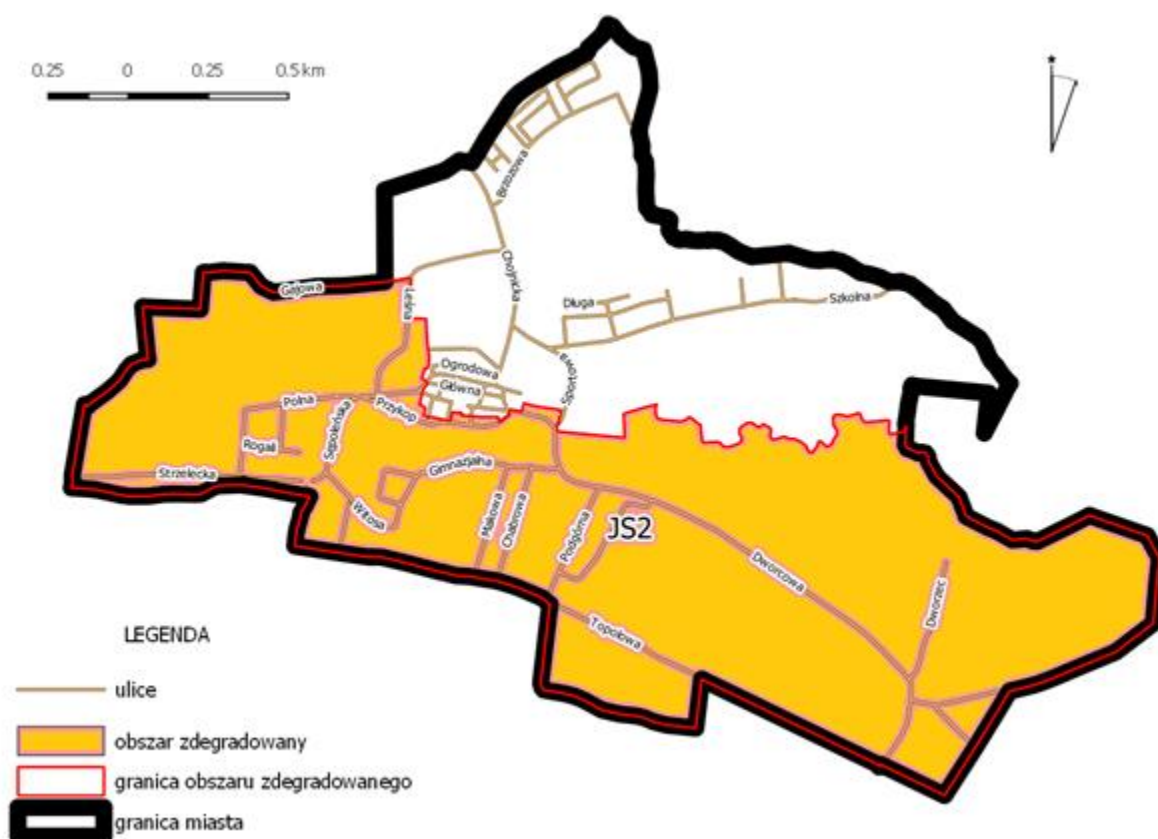 0.25 0 0.25 0.5 km
Brzozowa
Chojnicka
Gajowa
Leśna
Długa
Szkolna
Sportowa
Ogrodowa
Główna
Polna
Przykop
Sępoleńska
Rogali
Strzelecka
Gimnazjalna
Witosa
Makowa
Chabrowa
Podgórna
JS2
Dworcowa
Dworzec
Topolowa
LEGENDA
ulice
obszar zdegradowany
granica obszaru zdegradowanego
granica miasta